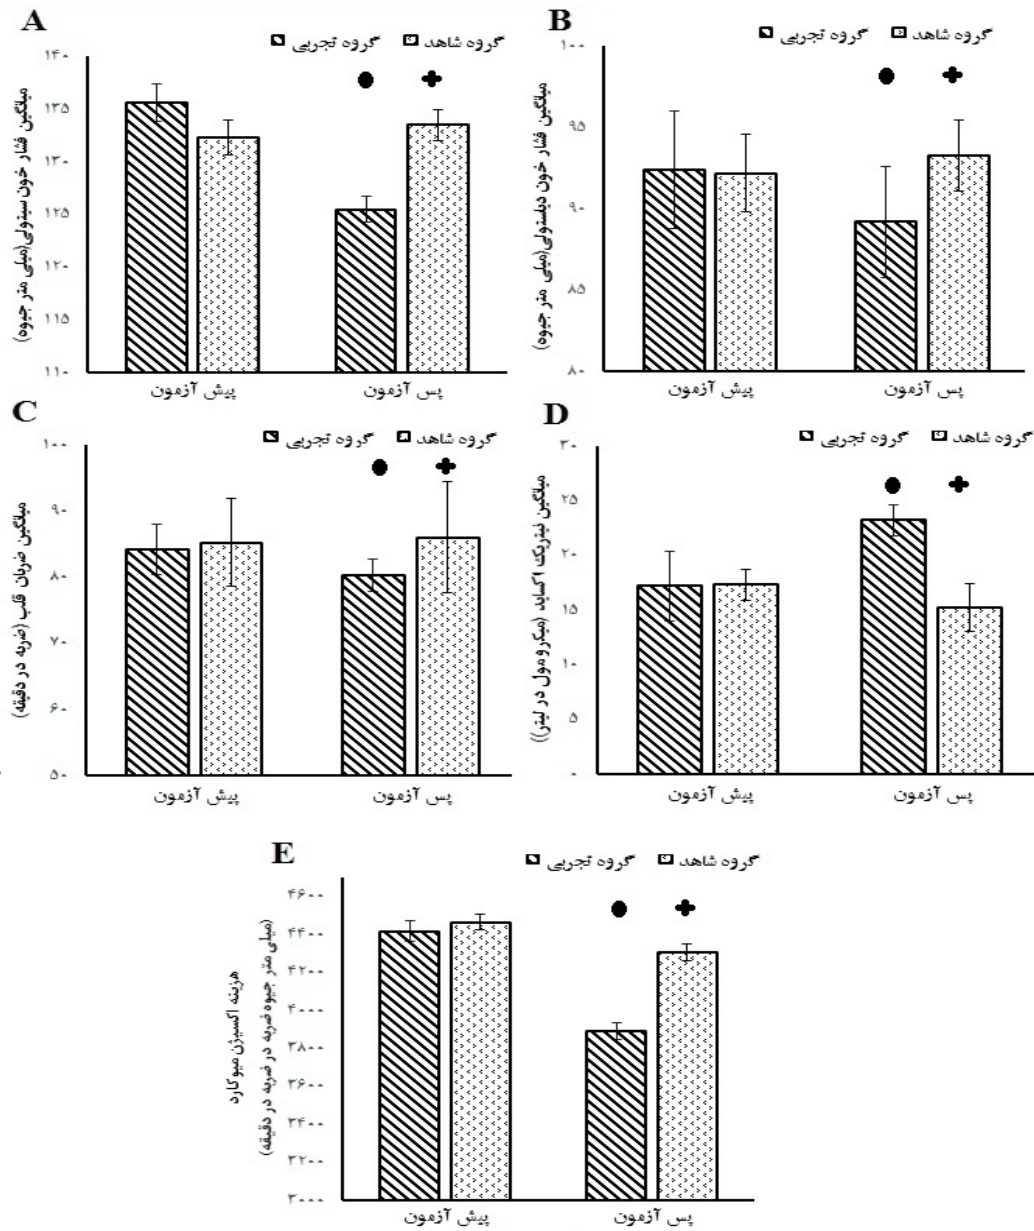 A
گروه تجربی گروه شاهد
میانگین فشار خون سیتولی(میلی متر جیوه)
۱۴۰
۱۳۵
۱۳۰
۱۲۵
۱۲۰
۱۱۵
۱۱۰
پیش آزمون پس آزمون
B
گروه تجربی گروه شاهد
میانگین فشار خون دیاستولی(میلی متر جیوه)
۱۰۰
۹۵
۹۰
۸۵
۸۰
پیش آزمون پس آزمون
C
گروه تجربی گروه شاهد
میانگین ضربان قلب (ضربه در دقیقه)
۱۰۰
۹۰
۸۰
۷۰
۶۰
۵۰
پیش آزمون پس آزمون
D
گروه تجربی گروه شاهد
میانگین نیتریک اکساید (میکرومول در لیتر))
۳۰
۲۵
۲۰
۱۵
۱۰
۵
۰
پیش آزمون پس آزمون
E
گروه تجربی گروه شاهد
هزینه اکسیژن میوکارد
(میلی متر جیوه ضربه در ضربه در دقیقه)
۴۶۰۰
۴۴۰۰
۴۲۰۰
۴۰۰۰
۳۸۰۰
۳۶۰۰
۳۴۰۰
۳۲۰۰
۳۰۰۰
پیش آزمون پس آزمون